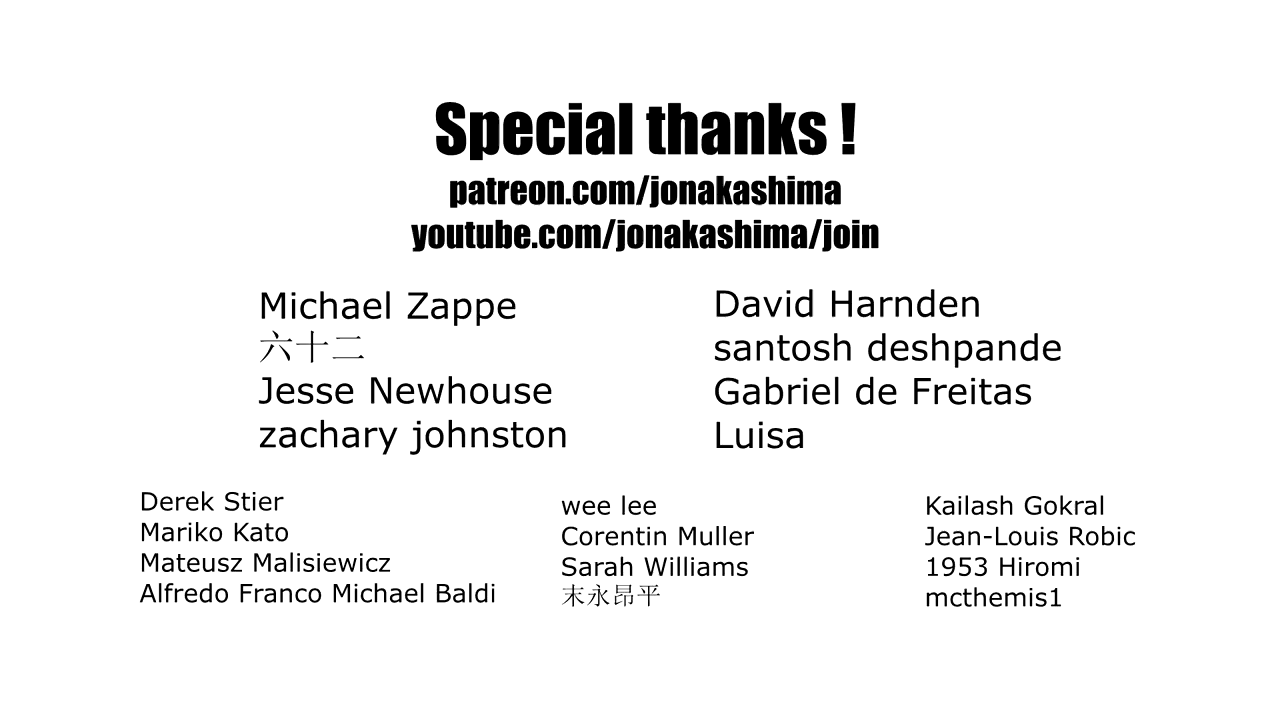 Special thanks !
patreon.com/jonakashima
youtube.com/jonakashima/join
Michael Zappe
六十二
Jesse Newhouse
zachary johnston
David Harnden
santosh deshpande
Gabriel de Freitas
Luisa
Derek Stier
Mariko Kato
Mateusz Malisiewicz
Alfredo Franco Michael Baldi
wee lee
Corentin Muller
Sarah Williams
末永昂平
Kailash Gokral
Jean-Louis Robic
1953 Hiromi
mcthemis1